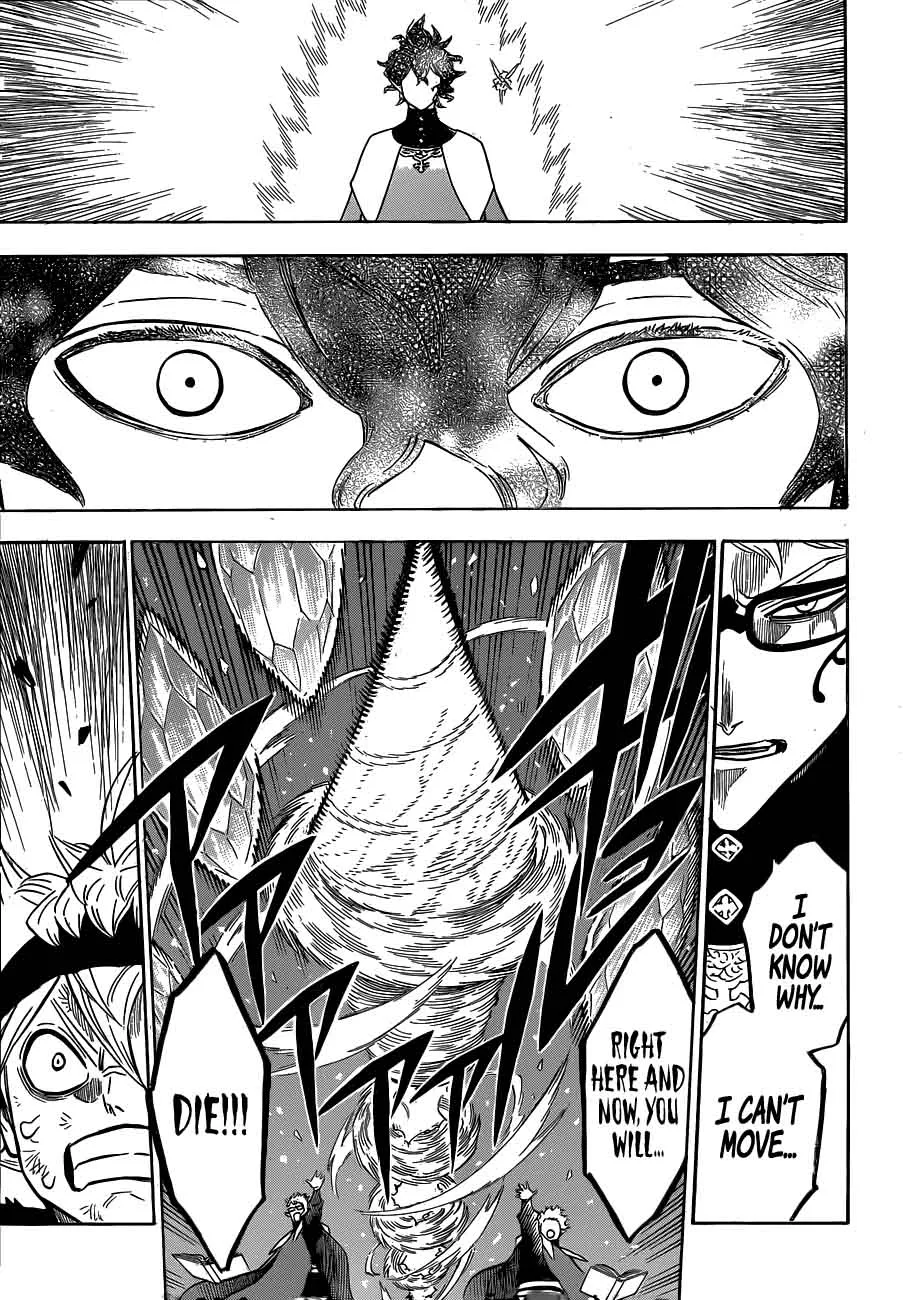 I
DON'T
KNOW
WHY...
I CAN'T
MOVE...
RIGHT
HERE AND
NOW, YOU
WILL...
DIE!!!